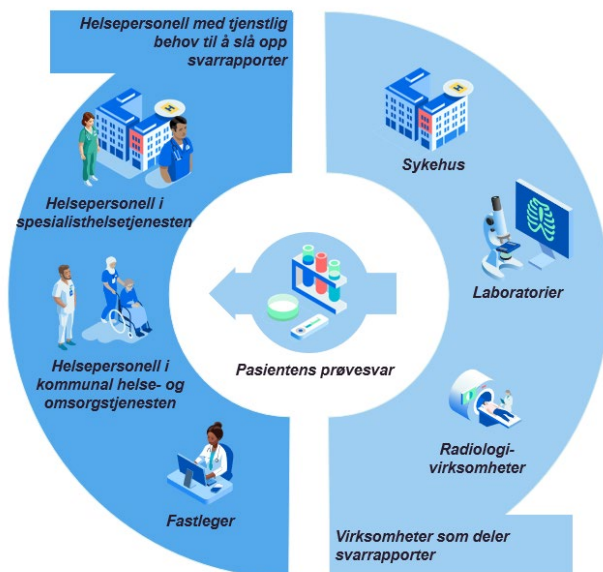 Helsepersonell med tjenstlig
behov til å slå opp
svarrapporter
Helsepersonell i
spesialisthelsetjenesten
Helsepersonell i
kommunal helse- og
omsorgstjenesten
Fastleger
Pasientens prøvesvar
Sykehus
Laboratorier
Radiologi-
virksomheter
Virksomheter som deler
svarrapporter